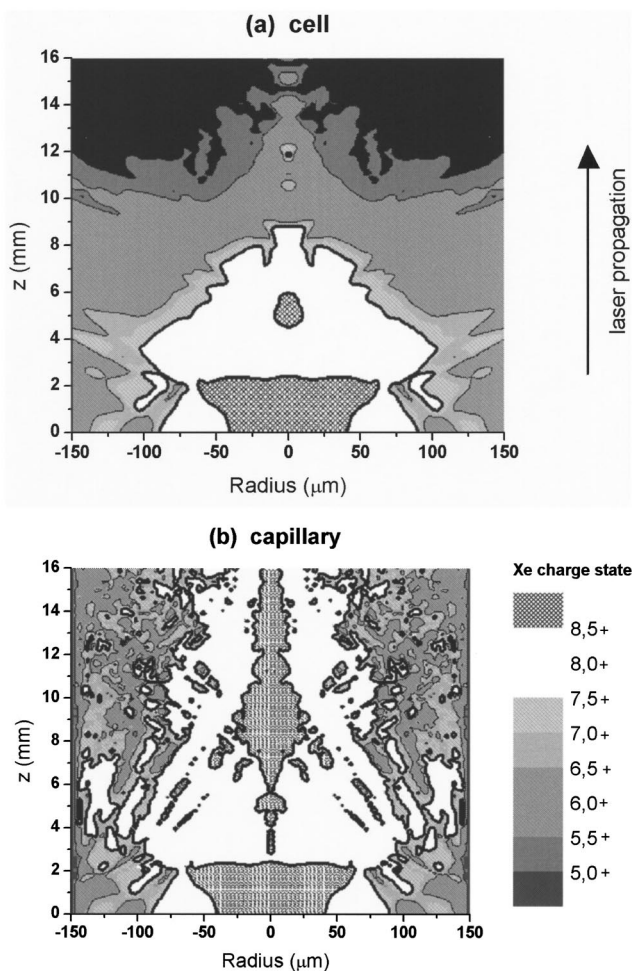 (a) cell
16
14
12
10
8
6
4
2
0
z (mm)
-150 -100 -50 0 50 100 150
Radius (μm)
laser propagation
(b) capillary
16
14
12
10
8
6
4
2
0
z (mm)
-150 -100 -50 0 50 100 150
Radius (μm)
Xe charge state
8,5+
8,0+
7,5+
7,0+
6,5+
6,0+
5,5+
5,0+